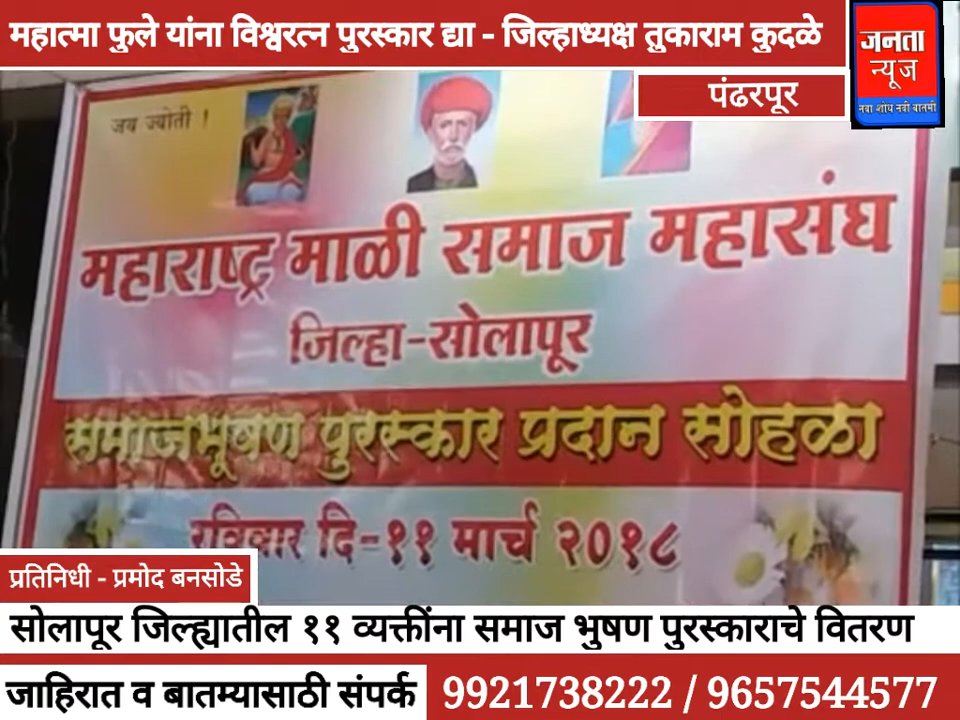 महात्मा फुले यांना विश्वरत्न पुरस्कार द्या - जिल्हाध्यक्ष तुकाराम कुदळे
जनता
न्यूज
नवा शोध नवी बातमी
पंढरपूर
जय ज्योती !
महाराष्ट्र माळी समाज महासंघ
जिल्हा-सोलापूर
समाजभूषण पुरस्कार प्रदान सोहळा
रविवार दि-११ मार्च २०१८
प्रतिनिधी - प्रमोद बनसोडे
सोलापूर जिल्ह्यातील ११ व्यक्तींना समाज भुषण पुरस्काराचे वितरण
जाहिरात व बातम्यासाठी संपर्क 9921738222 / 9657544577